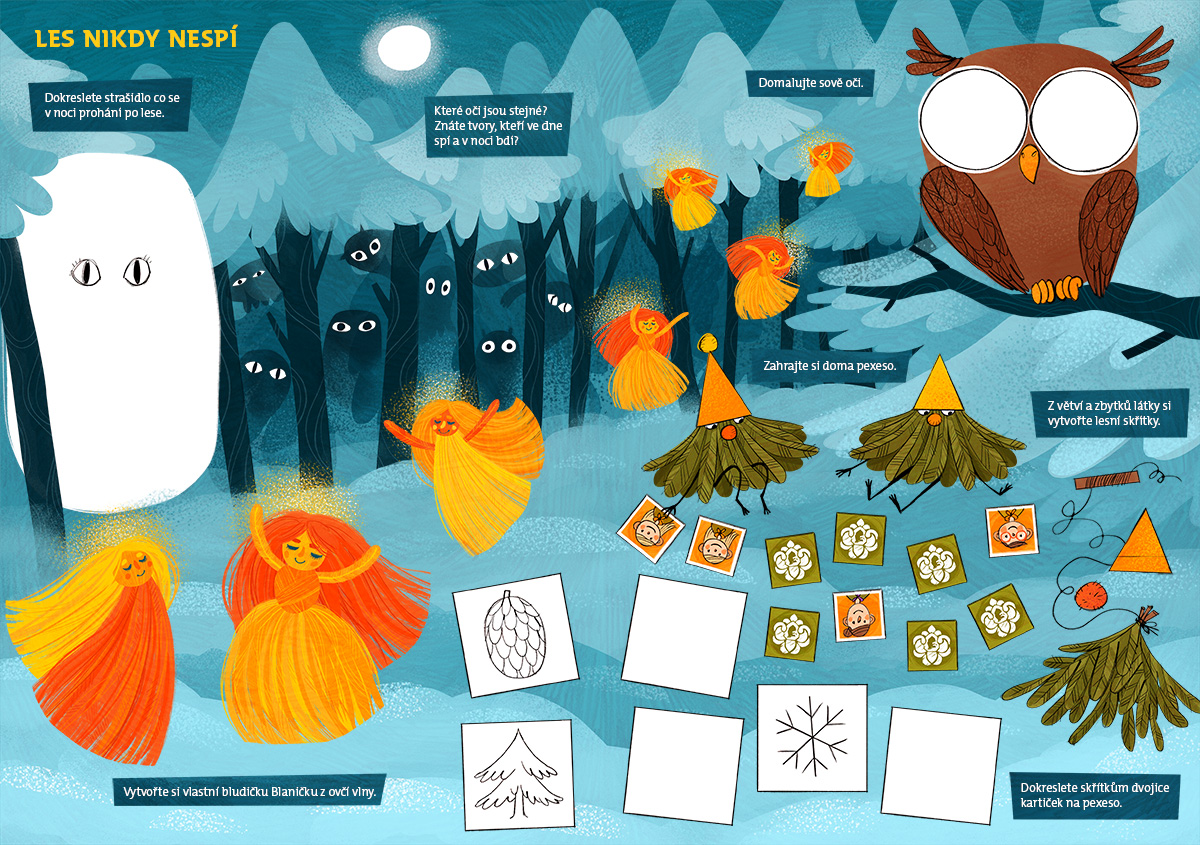 LES NIKDY NESPÍ
Dokreslete strašidlo co se
v noci prohání po lese.
Které oči jsou stejné?
Znáte tvory, kteří ve dne
spí a v noci bdí?
Domalujte sově oči.
Zahrajte si doma pexeso.
Z větví a zbytků látky si
vytvořte lesní skřítky.
Vytvořte si vlastní bludičku Blaničku z ovčí vlny.
Dokreslete skřítkům dvojice
kartiček na pexeso.